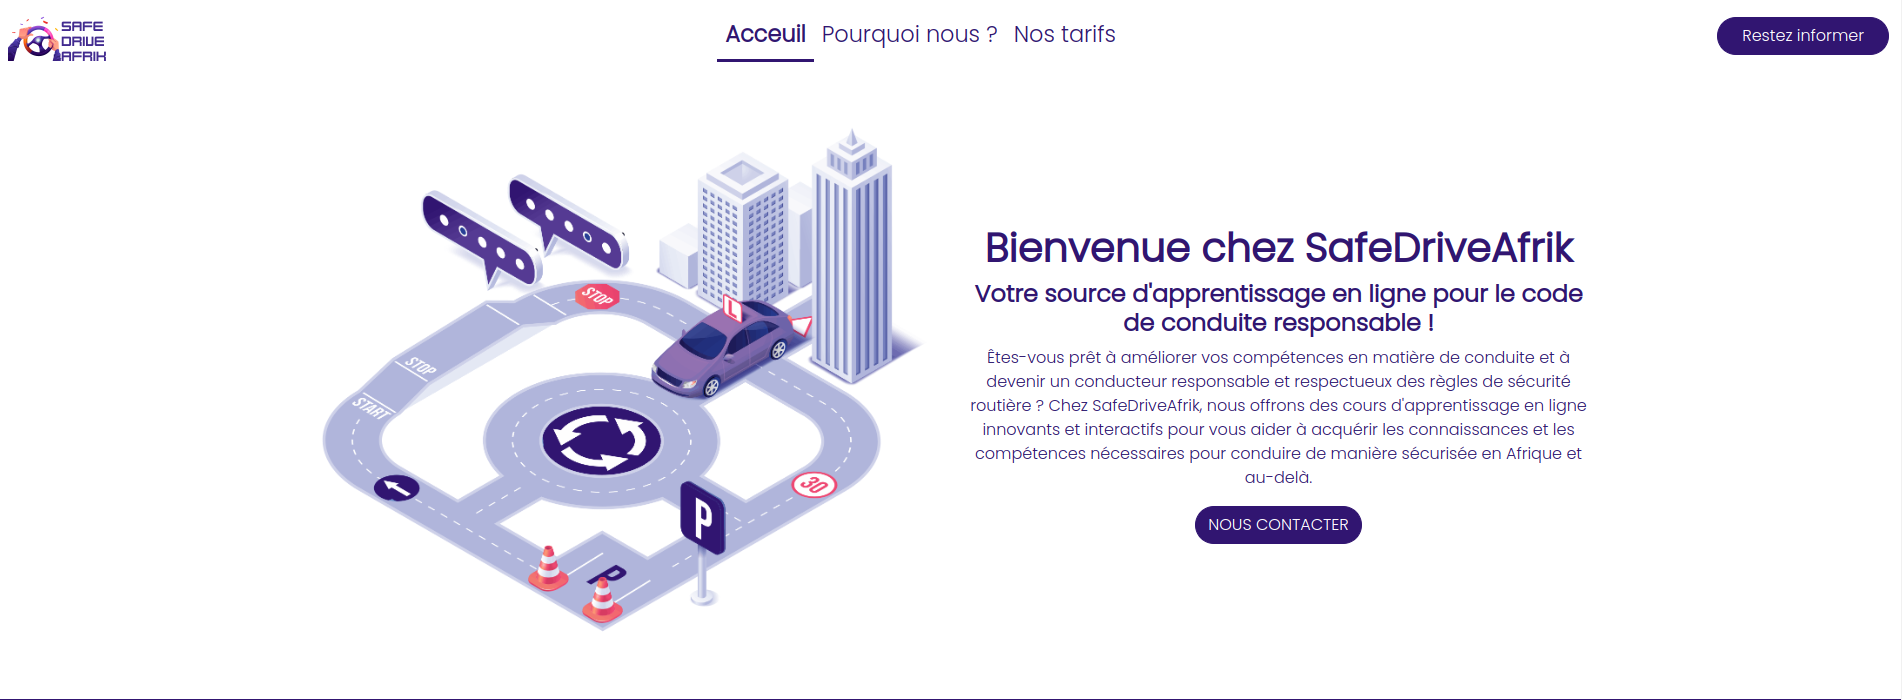 SAFE
DRIVE
AFRIK
Acceuil Pourquoi nous ? Nos tarifs
Restez informer
STOP
L
STOP
START
30
P
P
Bienvenue chez SafeDriveAfrik
Votre source d'apprentissage en ligne pour le code
de conduite responsable !
Êtes-vous prêt à améliorer vos compétences en matière de conduite et à
devenir un conducteur responsable et respectueux des règles de sécurité
routière ? Chez SafeDriveAfrik, nous offrons des cours d'apprentissage en ligne
innovants et interactifs pour vous aider à acquérir les connaissances et les
compétences nécessaires pour conduire de manière sécurisée en Afrique et
au-delà.
NOUS CONTACTER